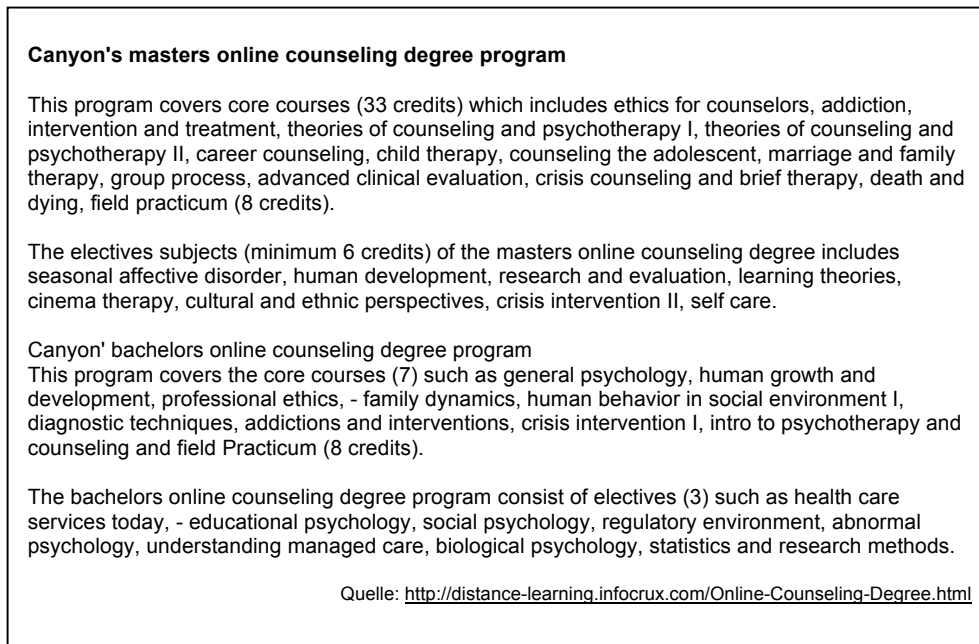 Canyon's masters online counseling degree program
This program covers core courses (33 credits) which includes ethics for counselors, addiction,
intervention and treatment, theories of counseling and psychotherapy I, theories of counseling and
psychotherapy II, career counseling, child therapy, counseling the adolescent, marriage and family
therapy, group process, advanced clinical evaluation, crisis counseling and brief therapy, death and
dying, field practicum (8 credits).
The electives subjects (minimum 6 credits) of the masters online counseling degree includes
seasonal affective disorder, human development, research and evaluation, learning theories,
cinema therapy, cultural and ethnic perspectives, crisis intervention II, self care.
Canyon' bachelors online counseling degree program
This program covers the core courses (7) such as general psychology, human growth and
development, professional ethics, - family dynamics, human behavior in social environment I,
diagnostic techniques, addictions and interventions, crisis intervention I, intro to psychotherapy and
counseling and field Practicum (8 credits).
The bachelors online counseling degree program consist of electives (3) such as health care
services today, - educational psychology, social psychology, regulatory environment, abnormal
psychology, understanding managed care, biological psychology, statistics and research methods.
Quelle: http://distance-learning.infocrux.com/Online-Counseling-Degree.html